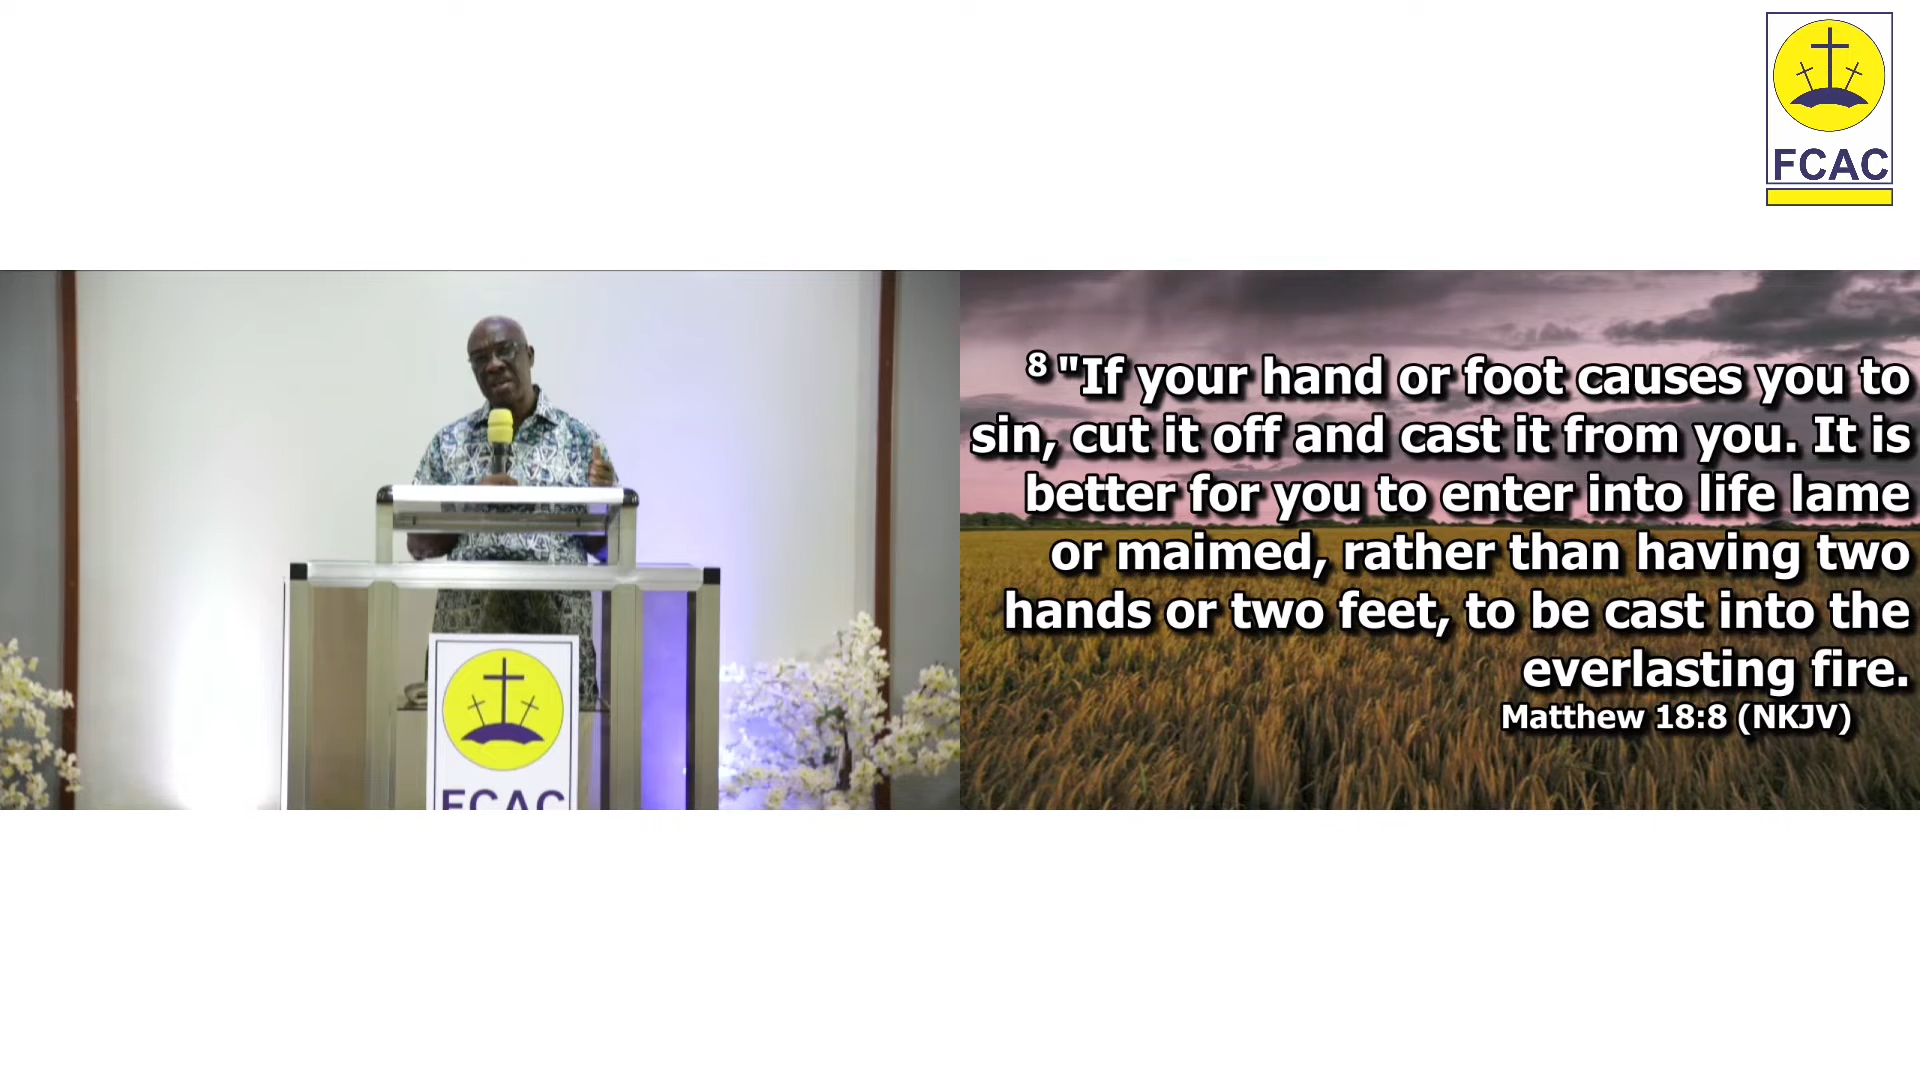 FCAC
8 "If your hand or foot causes you to
sin, cut it off and cast it from you. It is
better for you to enter into life lame
or maimed, rather than having two
hands or two feet, to be cast into the
everlasting fire.
Matthew 18:8 (NKJV)
FCAC